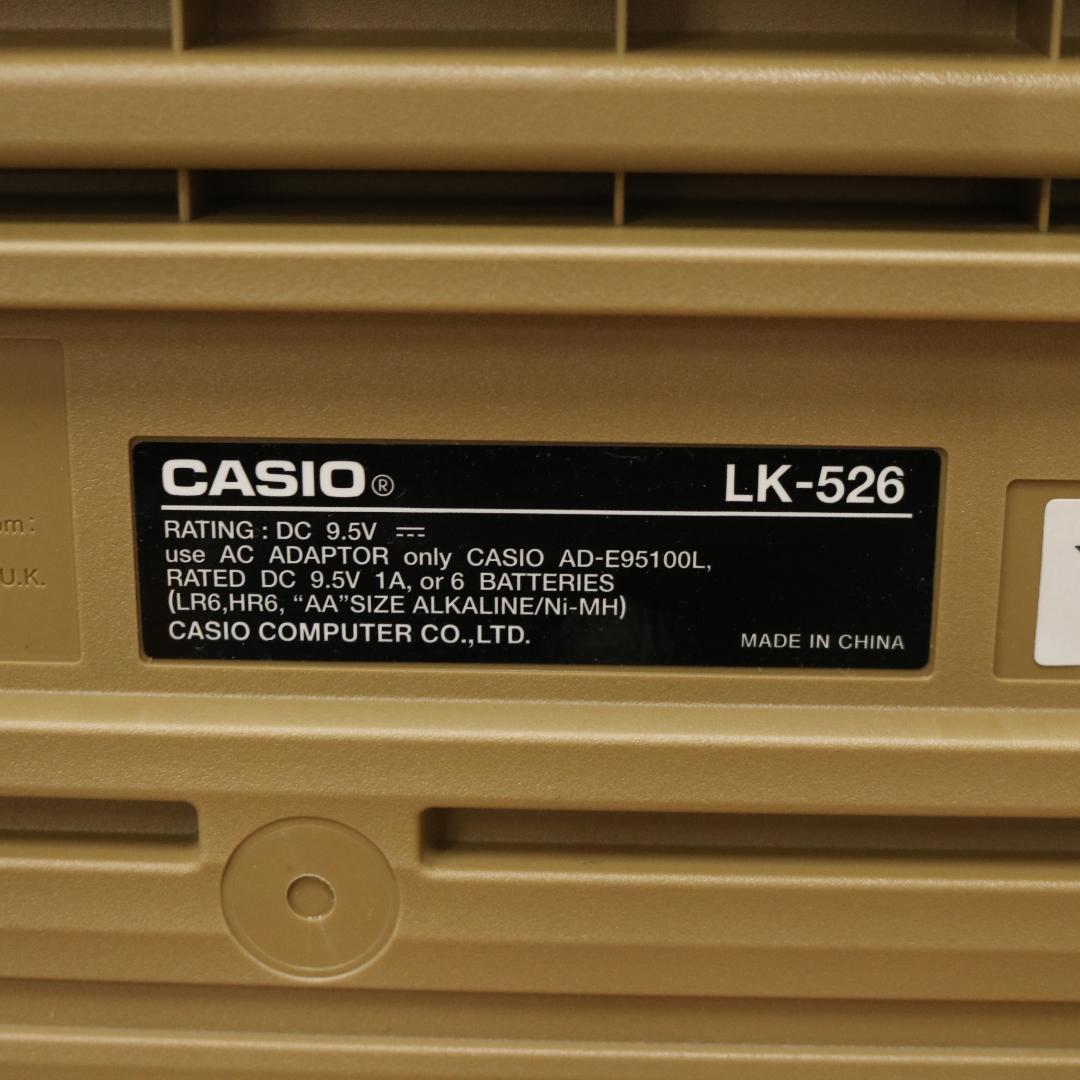 CASIO®
LK-526
RATING : DC 9.5V
use AC ADAPTOR only CASIO AD-E95100L,
RATED DC 9.5V 1A, or 6 BATTERIES
(LR6,HR6, “AA”SIZE ALKALINE/Ni-MH)
CASIO COMPUTER CO.,LTD.
MADE IN CHINA
U.K.